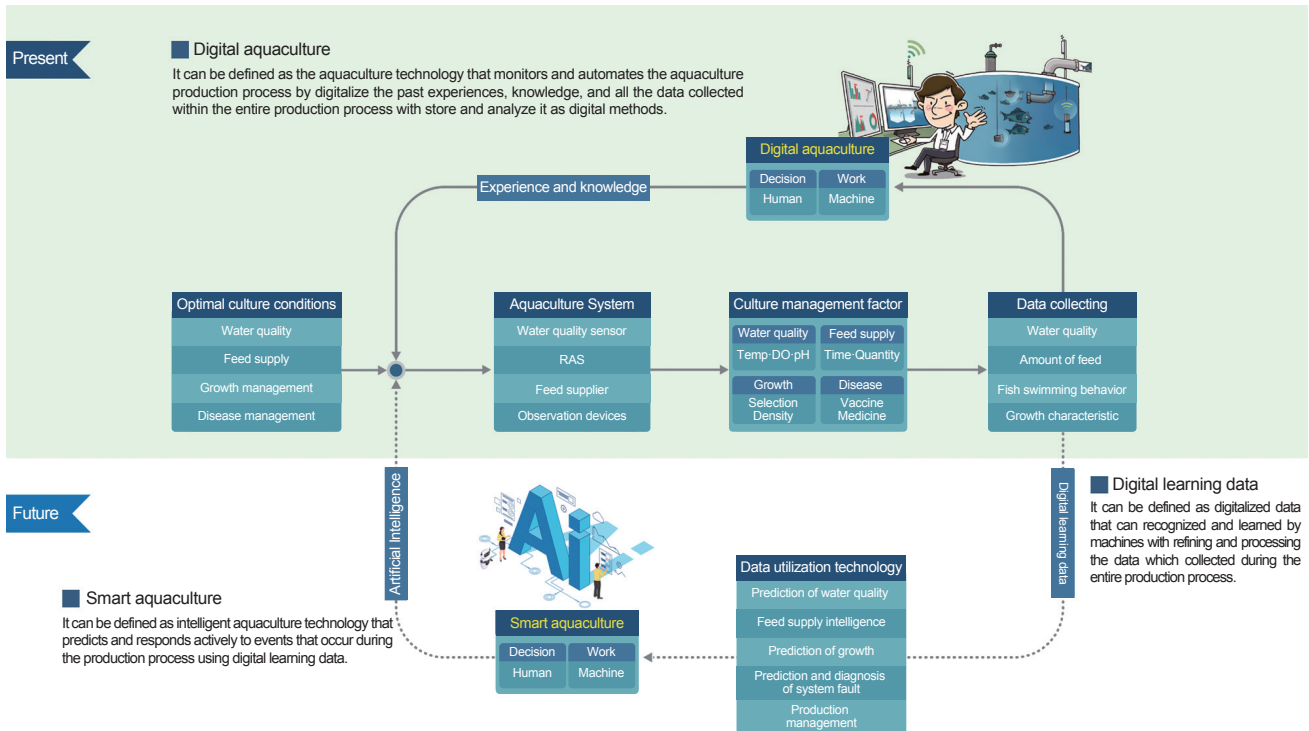 Present
Digital aquaculture
It can be defined as the aquaculture technology that monitors and automates the aquaculture
production process by digitalize the past experiences, knowledge, and all the data collected
within the entire production process with store and analyze it as digital methods.
Digital aquaculture
Decision
Work
Human
Machine
Experience and knowledge
Optimal culture conditions
Water quality
Feed supply
Growth management
Disease management
Aquaculture System
Water quality sensor
RAS
Feed supplier
Observation devices
Culture management factor
Water quality
Feed supply
Temp·DO·pH
Time·Quantity
Growth
Disease
Selection
Density
Vaccine
Medicine
Data collecting
Water quality
Amount of feed
Fish swimming behavior
Growth characteristic
Future
Artificial Intelligence
Ai
Digital learning data
Digital learning data
It can be defined as digitalized data
that can recognized and learned by
machines with refining and processing
the data which collected during the
entire production process.
Smart aquaculture
It can be defined as intelligent aquaculture technology that
predicts and responds actively to events that occur during
the production process using digital learning data.
Smart aquaculture
Decision
Work
Human
Machine
Data utilization technology
Prediction of water quality
Feed supply intelligence
Prediction of growth
Prediction and diagnosis
of system fault
Production
management